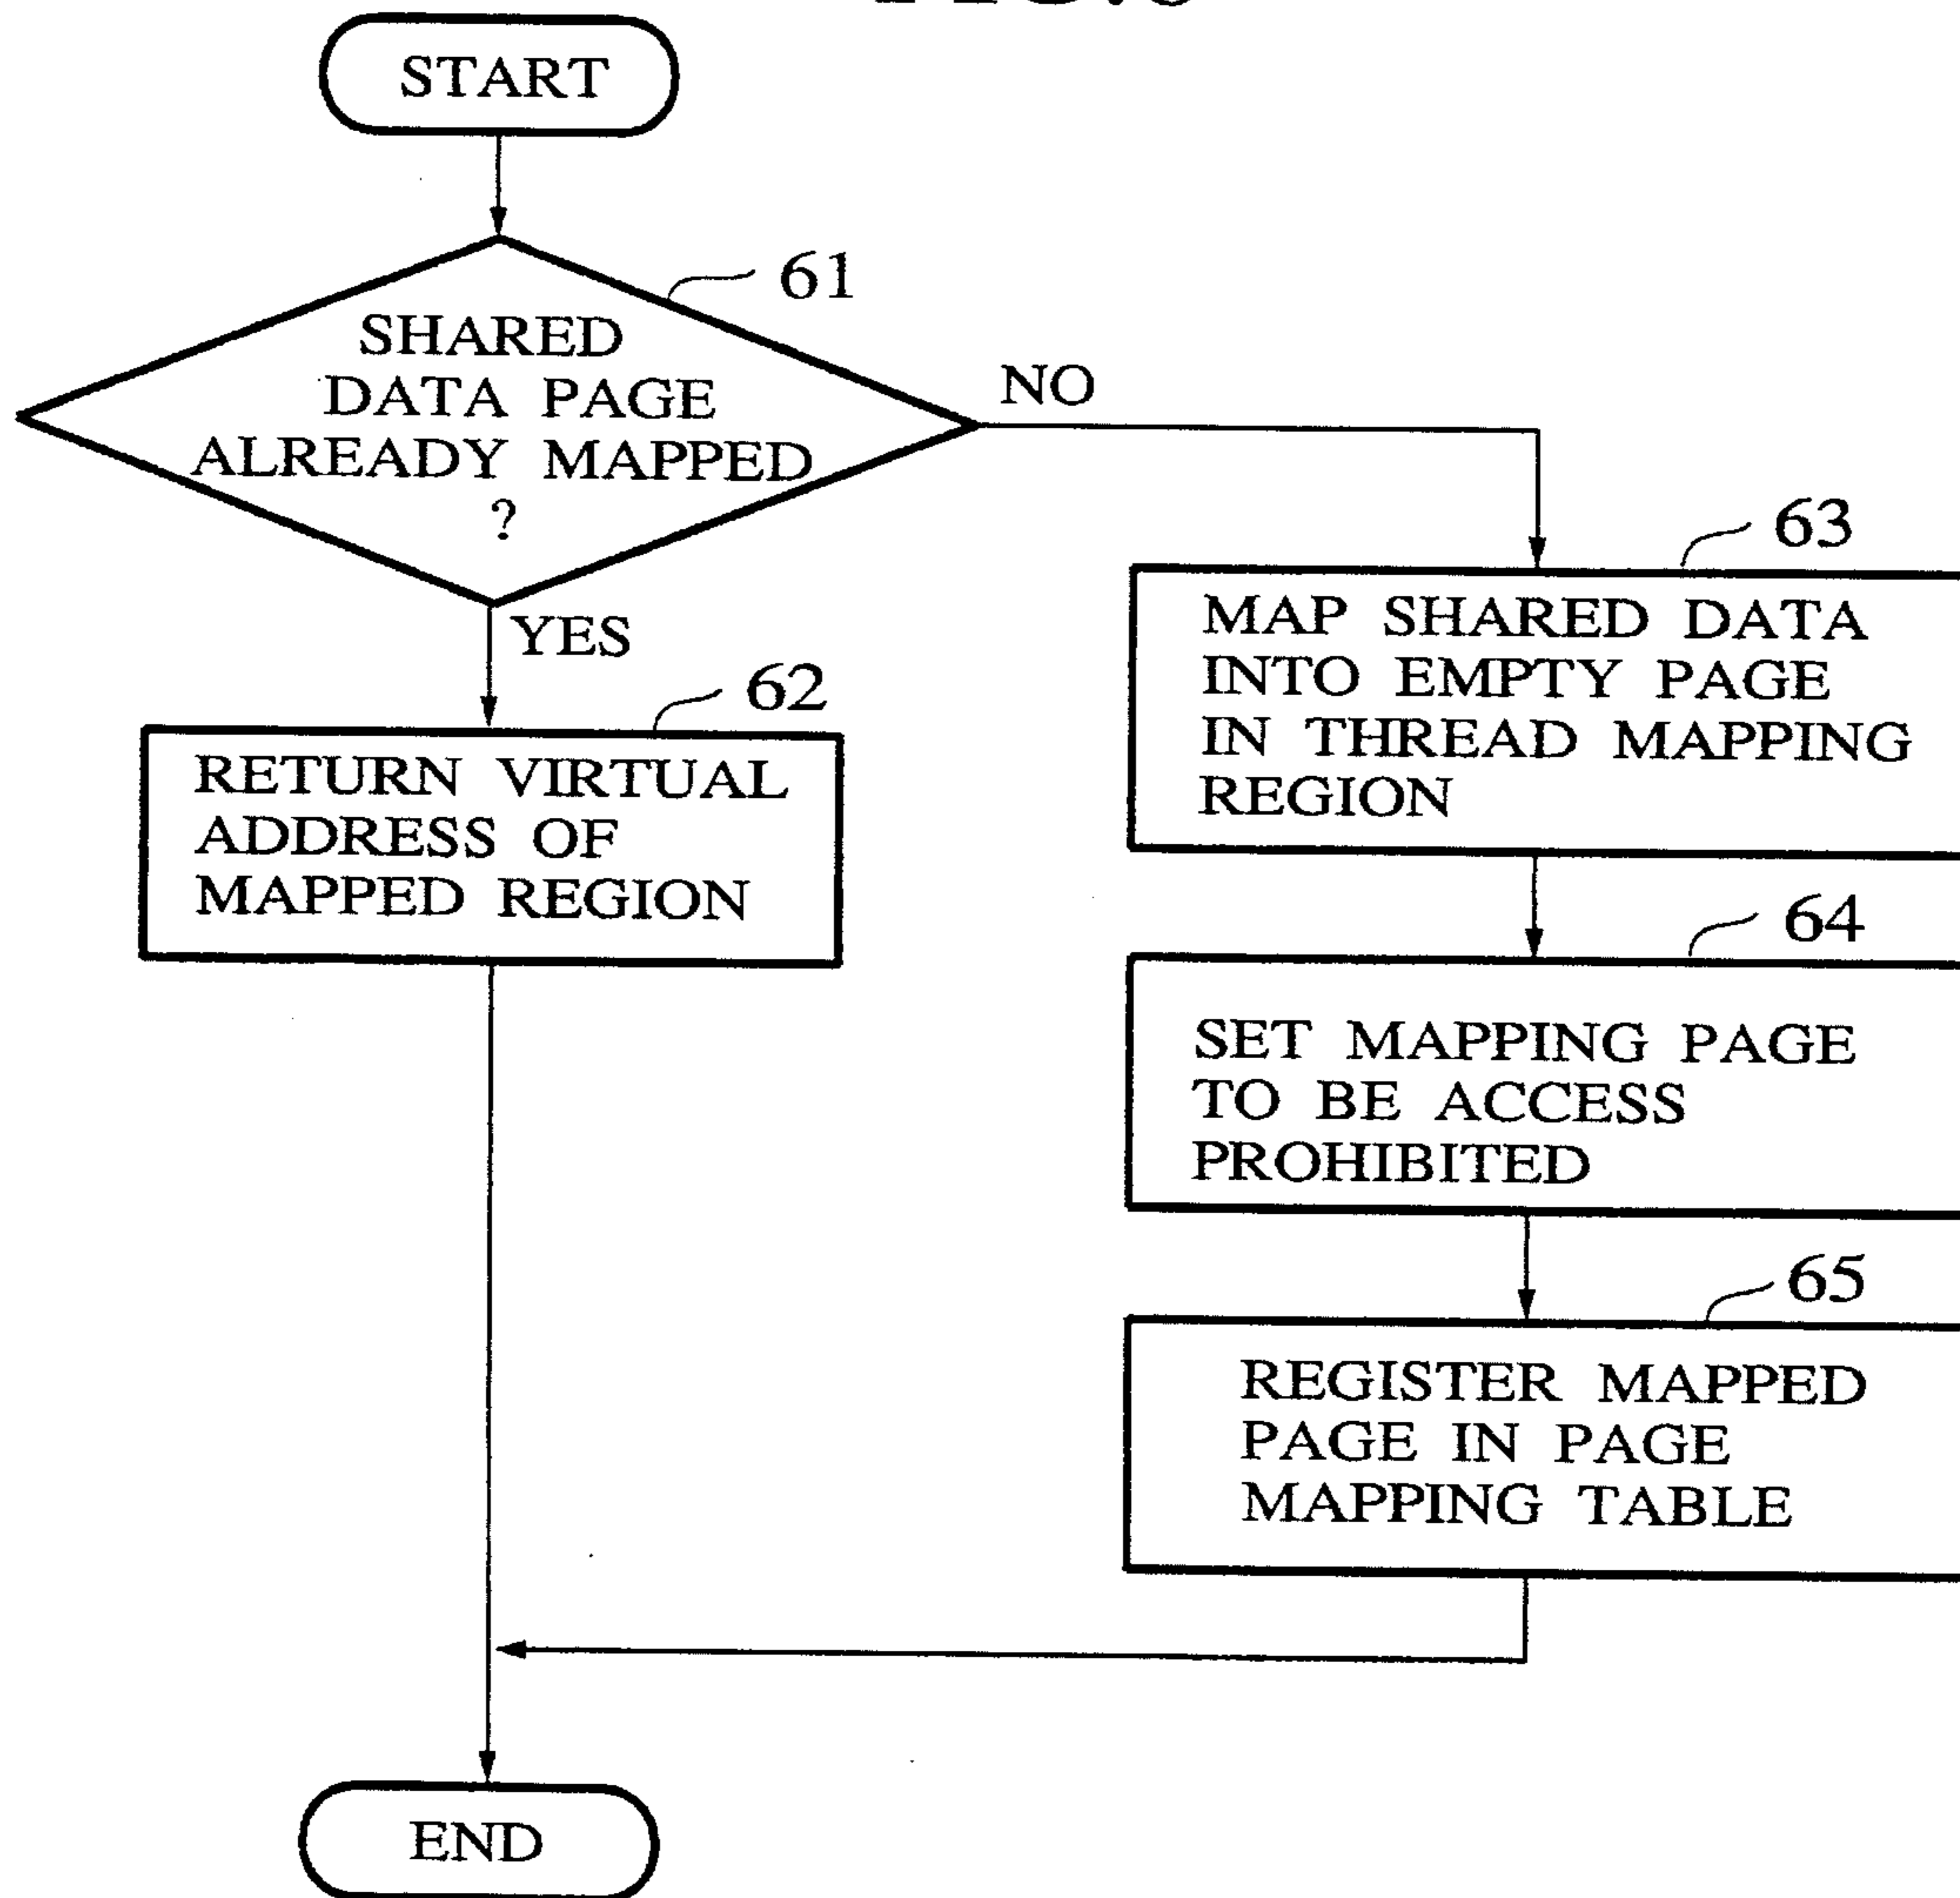 START
61
SHARED
DATA PAGE
ALREADY MAPPED
?
NO
YES
62
RETURN VIRTUAL
ADDRESS OF
MAPPED REGION
63
MAP SHARED DATA
INTO EMPTY PAGE
IN THREAD MAPPING
REGION
64
SET MAPPING PAGE
TO BE ACCESS
PROHIBITED
65
REGISTER MAPPED
PAGE IN PAGE
MAPPING TABLE
END